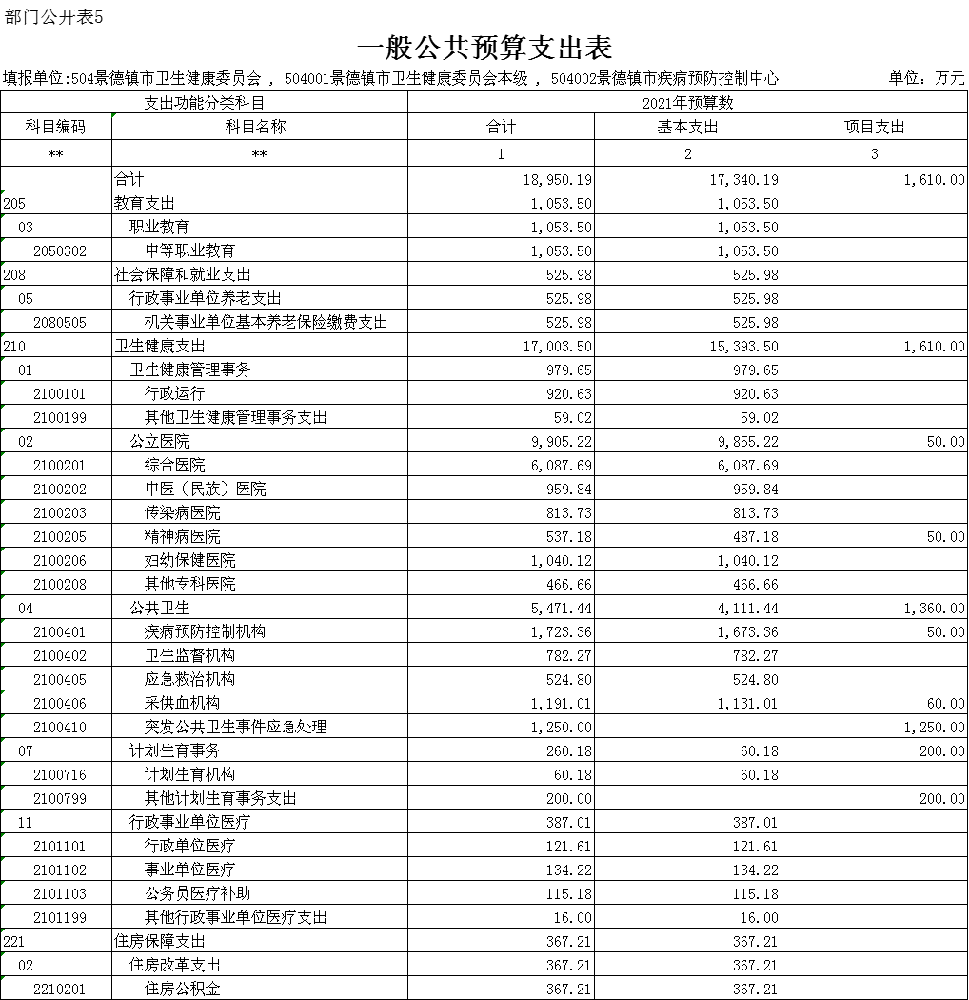 部门公开表5
一般公共预算支出表
填报单位:504景德镇市卫生健康委员会 , 504001景德镇市卫生健康委员会本级 , 504002景德镇市疾病预防控制中心 单位：万元
支出功能分类科目 2021年预算数
科目编码 科目名称 合计 基本支出 项目支出
** ** 1 2 3
合计 18,950.19 17,340.19 1,610.00
205 教育支出 1,053.50 1,053.50
03 职业教育 1,053.50 1,053.50
2050302 中等职业教育 1,053.50 1,053.50
208 社会保障和就业支出 525.98 525.98
05 行政事业单位养老支出 525.98 525.98
2080505 机关事业单位基本养老保险缴费支出 525.98 525.98
210 卫生健康支出 17,003.50 15,393.50 1,610.00
01 卫生健康管理事务 979.65 979.65
2100101 行政运行 920.63 920.63
2100199 其他卫生健康管理事务支出 59.02 59.02
02 公立医院 9,905.22 9,855.22 50.00
2100201 综合医院 6,087.69 6,087.69
2100202 中医（民族）医院 959.84 959.84
2100203 传染病医院 813.73 813.73
2100205 精神病医院 537.18 487.18 50.00
2100206 妇幼保健医院 1,040.12 1,040.12
2100208 其他专科医院 466.66 466.66
04 公共卫生 5,471.44 4,111.44 1,360.00
2100401 疾病预防控制机构 1,723.36 1,673.36 50.00
2100402 卫生监督机构 782.27 782.27
2100405 应急救治机构 524.80 524.80
2100406 采供血机构 1,191.01 1,131.01 60.00
2100410 突发公共卫生事件应急处理 1,250.00 1,250.00
07 计划生育事务 260.18 60.18 200.00
2100716 计划生育机构 60.18 60.18
2100799 其他计划生育事务支出 200.00 200.00
11 行政事业单位医疗 387.01 387.01
2101101 行政单位医疗 121.61 121.61
2101102 事业单位医疗 134.22 134.22
2101103 公务员医疗补助 115.18 115.18
2101199 其他行政事业单位医疗支出 16.00 16.00
221 住房保障支出 367.21 367.21
02 住房改革支出 367.21 367.21
2210201 住房公积金 367.21 367.21